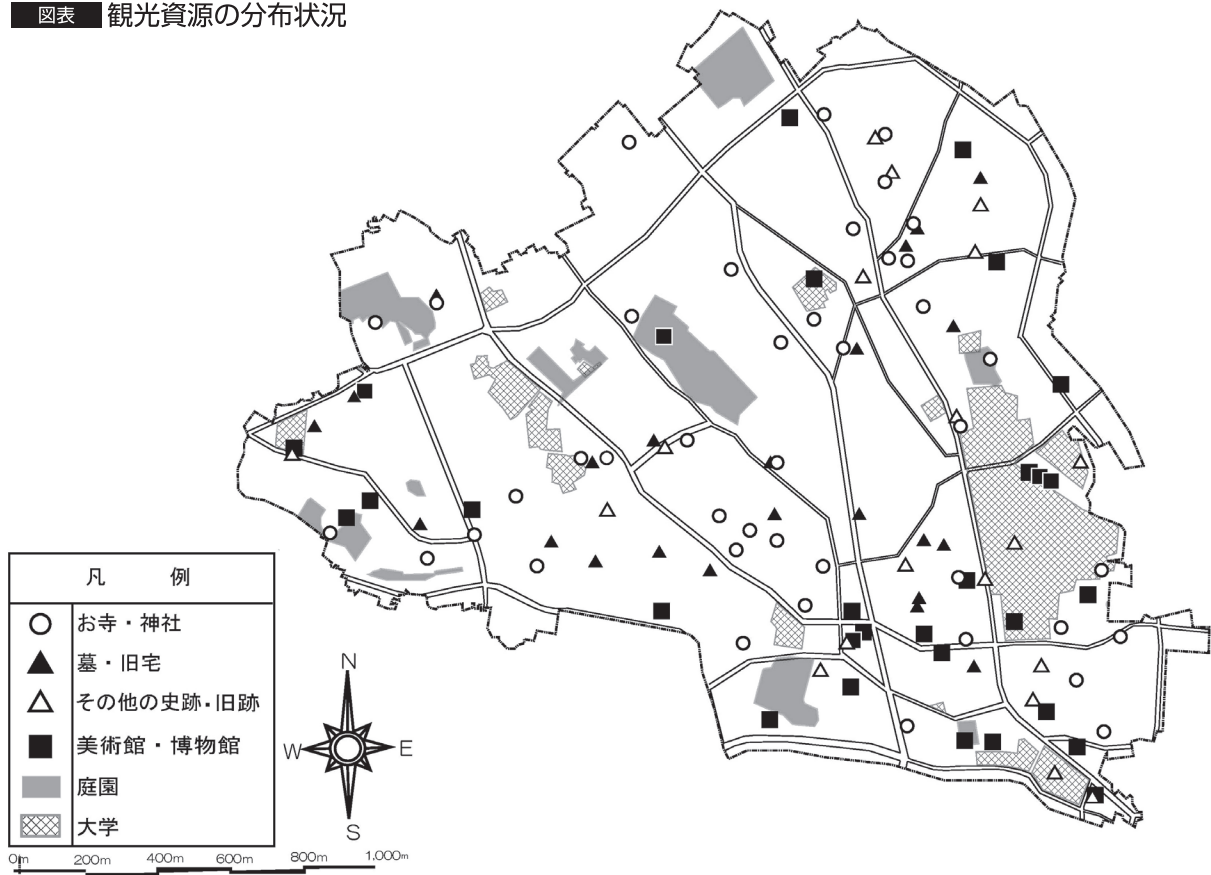 図表 観光資源の分布状況
凡 例
お寺・神社
墓・旧宅
その他の史跡・旧跡
美術館・博物館
庭園
大学
N
W E
S
0m 200m 400m 600m 800m 1,000m